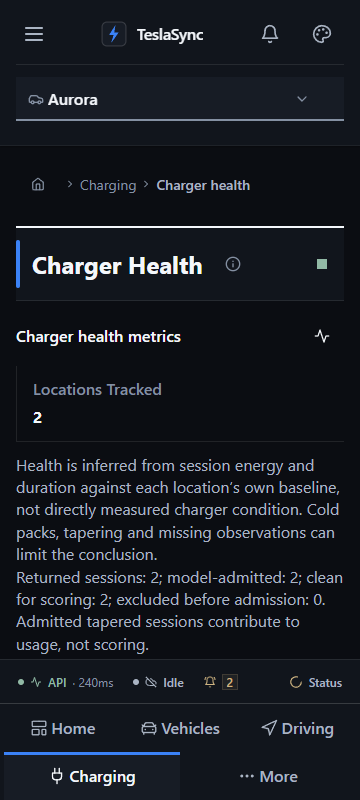 TeslaSync
Aurora
Charging
Charger health
Charger Health
Charger health metrics
Locations Tracked
2
Health is inferred from session energy and
duration against each location's own baseline,
not directly measured charger condition. Cold
packs, tapering and missing observations can
limit the conclusion.
Returned sessions: 2; model-admitted: 2; clean
for scoring: 2; excluded before admission: 0.
Admitted tapered sessions contribute to
usage, not scoring.
API · 240ms Idle 2 Status
Home Vehicles Driving
Charging More